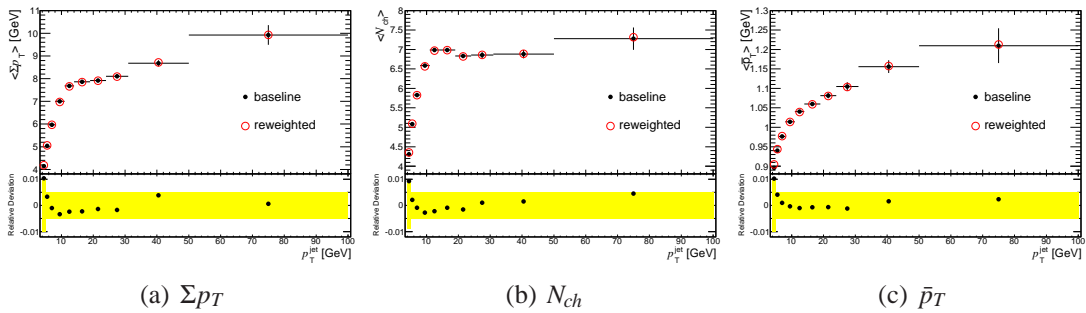 <Σp_T> [GeV]
11
10
9
8
7
6
5
4
baseline
reweighted
Relative Deviation
0.01
0
-0.01
10 20 30 40 50 60 70 80 90 100
p_T^jet [GeV]
(a) Σp_T
<N_ch>
8
7.5
7
6.5
6
5.5
5
4.5
4
baseline
reweighted
Relative Deviation
0.01
0
-0.01
10 20 30 40 50 60 70 80 90 100
p_T^jet [GeV]
(b) N_ch
<p̄_T> [GeV]
1.3
1.25
1.2
1.15
1.1
1.05
1
0.95
0.9
baseline
reweighted
Relative Deviation
0.01
0
-0.01
10 20 30 40 50 60 70 80 90 100
p_T^jet [GeV]
(c) p̄_T